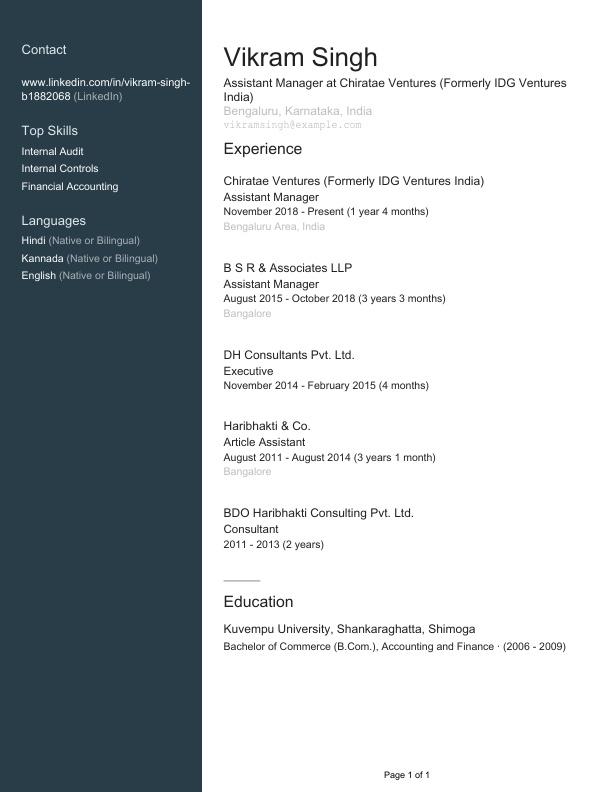 Contact
www.linkedin.com/in/vikram-singh-
b1882068 (LinkedIn)
Top Skills
Internal Audit
Internal Controls
Financial Accounting
Languages
Hindi (Native or Bilingual)
Kannada (Native or Bilingual)
English (Native or Bilingual)
Vikram Singh
Assistant Manager at Chiratae Ventures (Formerly IDG Ventures
India)
Bengaluru, Karnataka, India
vikramsingh@example.com
Experience
Chiratae Ventures (Formerly IDG Ventures India)
Assistant Manager
November 2018 - Present (1 year 4 months)
Bengaluru Area, India
B S R & Associates LLP
Assistant Manager
August 2015 - October 2018 (3 years 3 months)
Bangalore
DH Consultants Pvt. Ltd.
Executive
November 2014 - February 2015 (4 months)
Haribhakti & Co.
Article Assistant
August 2011 - August 2014 (3 years 1 month)
Bangalore
BDO Haribhakti Consulting Pvt. Ltd.
Consultant
2011 - 2013 (2 years)
Education
Kuvempu University, Shankaraghatta, Shimoga
Bachelor of Commerce (B.Com.), Accounting and Finance · (2006 - 2009)
Page 1 of 1